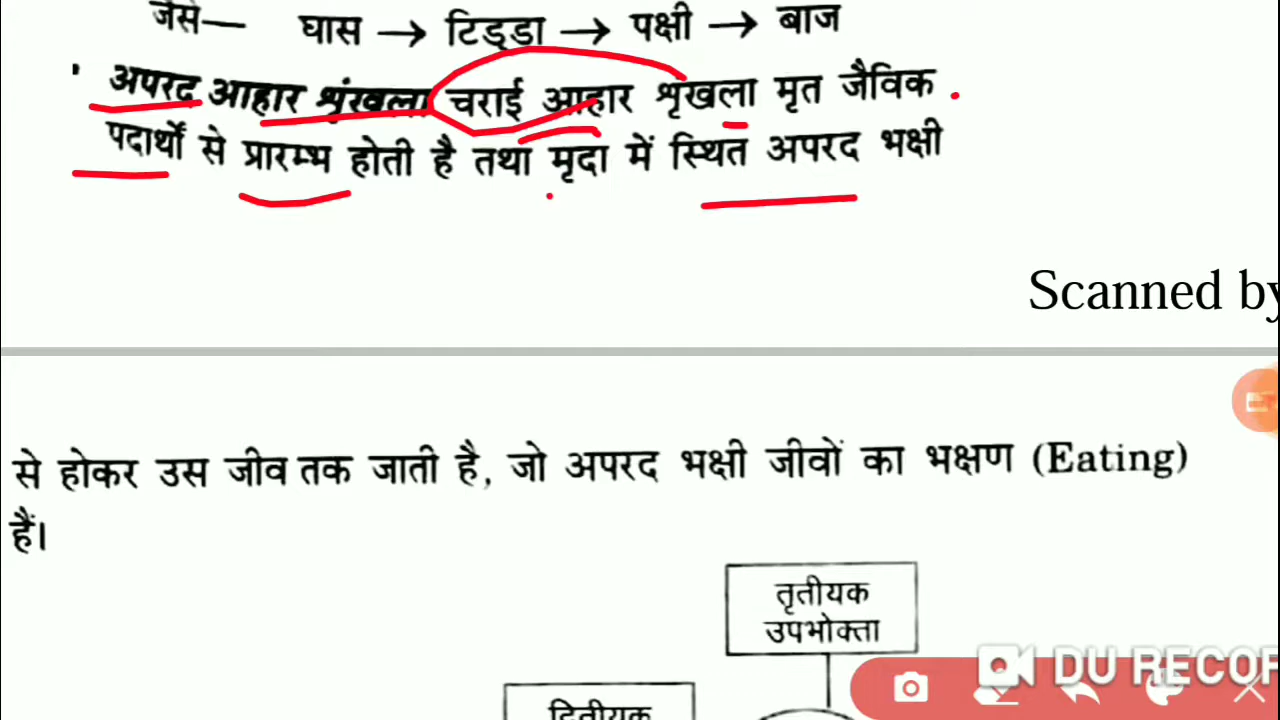 जैसे— घास → टिड्डा → पक्षी → बाज
अपरद आहार श्रृंखला चराई आहार शृंखला मृत जैविक
पदार्थों से प्रारम्भ होती है तथा मृदा में स्थित अपरद भक्षी
Scanned by
से होकर उस जीव तक जाती है, जो अपरद भक्षी जीवों का भक्षण (Eating)
हैं।
तृतीयक
उपभोक्ता
DU RECOR
द्वितीयक